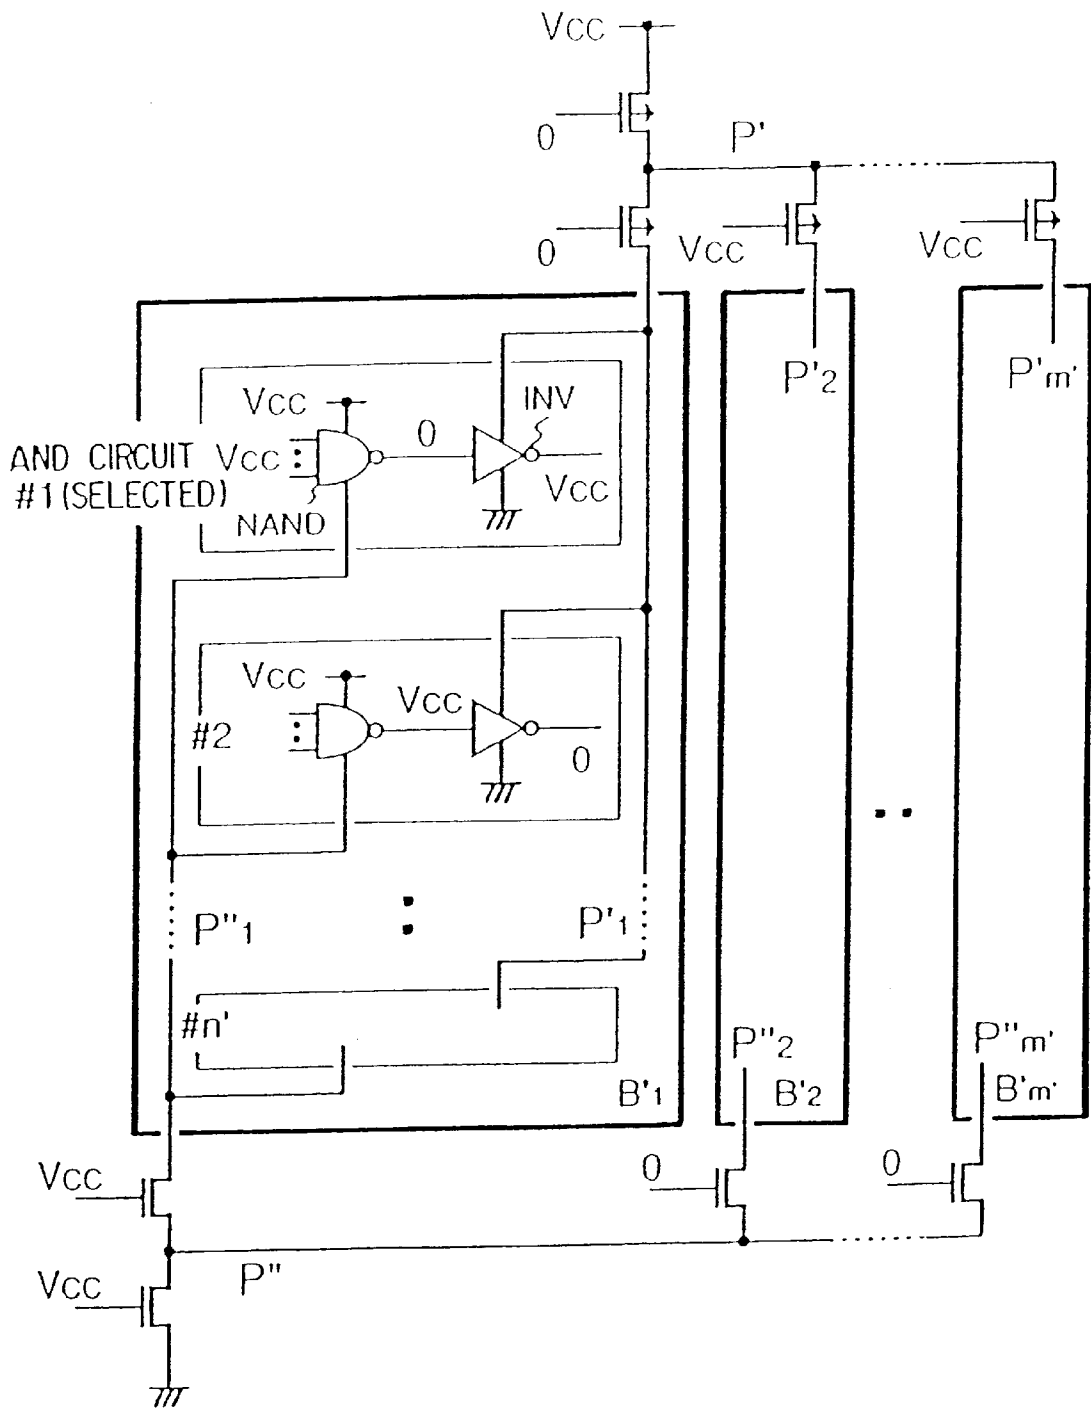 Vcc
0
P'
0
Vcc
Vcc
P'2
P'm'
Vcc
0
INV
AND CIRCUIT
#1(SELECTED)
Vcc
NAND
Vcc
Vcc
Vcc
#2
0
P"1
P'1
#n'
B'1
P"2
B'2
P"m'
B'm'
Vcc
0
0
P"
Vcc